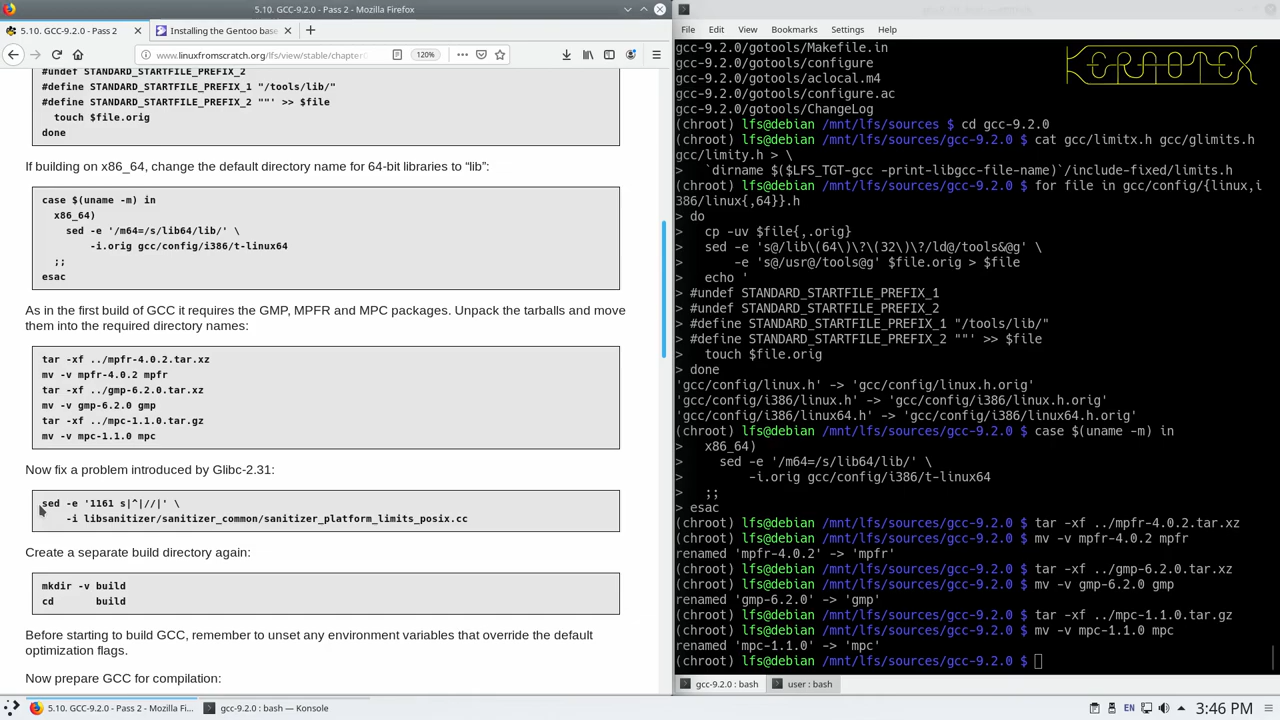 5.10. GCC-9.2.0 - Pass 2 - Mozilla Firefox
5.10. GCC-9.2.0 - Pass 2
Installing the Gentoo base
www.linuxfromscratch.org/lfs/view/stable/chapter
120%
#undef STANDARD_STARTFILE_PREFIX_2
#define STANDARD_STARTFILE_PREFIX_1 "/tools/lib/"
#define STANDARD_STARTFILE_PREFIX_2 ""' >> $file
touch $file.orig
done
If building on x86_64, change the default directory name for 64-bit libraries to “lib”:
case $(uname -m) in
x86_64)
sed -e '/m64=/s/lib64/lib/' \
-i.orig gcc/config/i386/t-linux64
;;
esac
As in the first build of GCC it requires the GMP, MPFR and MPC packages. Unpack the tarballs and move
them into the required directory names:
tar -xf ../mpfr-4.0.2.tar.xz
mv -v mpfr-4.0.2 mpfr
tar -xf ../gmp-6.2.0.tar.xz
mv -v gmp-6.2.0 gmp
tar -xf ../mpc-1.1.0.tar.gz
mv -v mpc-1.1.0 mpc
Now fix a problem introduced by Glibc-2.31:
sed -e '1161 s|^|//|' \
-i libsanitizer/sanitizer_common/sanitizer_platform_limits_posix.cc
Create a separate build directory again:
mkdir -v build
cd       build
Before starting to build GCC, remember to unset any environment variables that override the default
optimization flags.
Now prepare GCC for compilation:
File Edit View Bookmarks Settings Help
KERAOTEX
gcc-9.2.0/gotools/Makefile.in
gcc-9.2.0/gotools/configure
gcc-9.2.0/gotools/aclocal.m4
gcc-9.2.0/gotools/configure.ac
gcc-9.2.0/gotools/ChangeLog
(chroot) lfs@debian /mnt/lfs/sources $ cd gcc-9.2.0
(chroot) lfs@debian /mnt/lfs/sources/gcc-9.2.0 $ cat gcc/limitx.h gcc/glimits.h
gcc/limity.h > \
> `dirname $($LFS_TGT-gcc -print-libgcc-file-name)`/include-fixed/limits.h
(chroot) lfs@debian /mnt/lfs/sources/gcc-9.2.0 $ for file in gcc/config/{linux,i
386/linux{,64}}.h
> do
> cp -uv $file{,.orig}
> sed -e 's@/lib\(64\)\?\(32\)\?/ld@/tools&@g' \
> -e 's@/usr@/tools@g' $file.orig > $file
> echo '
> #undef STANDARD_STARTFILE_PREFIX_1
> #undef STANDARD_STARTFILE_PREFIX_2
> #define STANDARD_STARTFILE_PREFIX_1 "/tools/lib/"
> #define STANDARD_STARTFILE_PREFIX_2 ""' >> $file
> touch $file.orig
> done
'gcc/config/linux.h' -> 'gcc/config/linux.h.orig'
'gcc/config/i386/linux.h' -> 'gcc/config/i386/linux.h.orig'
'gcc/config/i386/linux64.h' -> 'gcc/config/i386/linux64.h.orig'
(chroot) lfs@debian /mnt/lfs/sources/gcc-9.2.0 $ case $(uname -m) in
> x86_64)
> sed -e '/m64=/s/lib64/lib/' \
> -i.orig gcc/config/i386/t-linux64
> ;;
> esac
(chroot) lfs@debian /mnt/lfs/sources/gcc-9.2.0 $ tar -xf ../mpfr-4.0.2.tar.xz
(chroot) lfs@debian /mnt/lfs/sources/gcc-9.2.0 $ mv -v mpfr-4.0.2 mpfr
renamed 'mpfr-4.0.2' -> 'mpfr'
(chroot) lfs@debian /mnt/lfs/sources/gcc-9.2.0 $ tar -xf ../gmp-6.2.0.tar.xz
(chroot) lfs@debian /mnt/lfs/sources/gcc-9.2.0 $ mv -v gmp-6.2.0 gmp
renamed 'gmp-6.2.0' -> 'gmp'
(chroot) lfs@debian /mnt/lfs/sources/gcc-9.2.0 $ tar -xf ../mpc-1.1.0.tar.gz
(chroot) lfs@debian /mnt/lfs/sources/gcc-9.2.0 $ mv -v mpc-1.1.0 mpc
renamed 'mpc-1.1.0' -> 'mpc'
(chroot) lfs@debian /mnt/lfs/sources/gcc-9.2.0 $
gcc-9.2.0 : bash
user : bash
5.10. GCC-9.2.0 - Pass 2 - Mozilla Fi...
gcc-9.2.0 : bash — Konsole
EN
3:46 PM